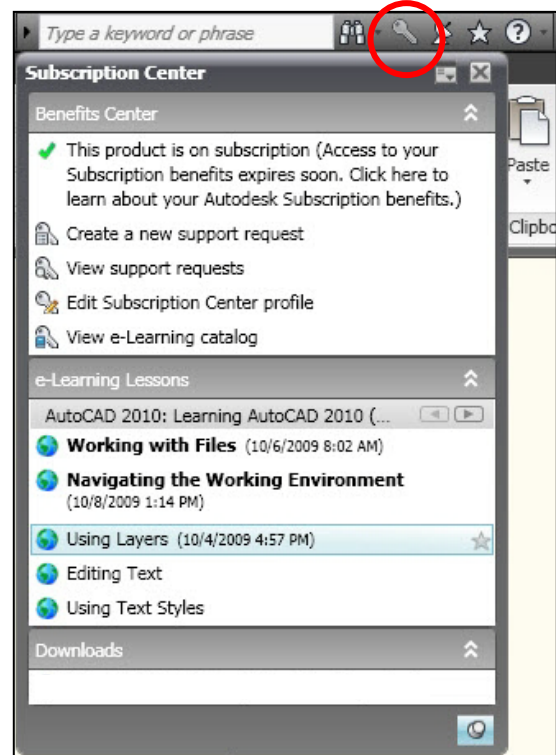 Type a keyword or phrase
Subscription Center
Benefits Center
This product is on subscription (Access to your
Subscription benefits expires soon. Click here to
learn about your Autodesk Subscription benefits.)
Create a new support request
View support requests
Edit Subscription Center profile
View e-Learning catalog
e-Learning Lessons
AutoCAD 2010: Learning AutoCAD 2010 (...
Working with Files (10/6/2009 8:02 AM)
Navigating the Working Environment
(10/8/2009 1:14 PM)
Using Layers (10/4/2009 4:57 PM)
Editing Text
Using Text Styles
Downloads
Paste
Clipbo